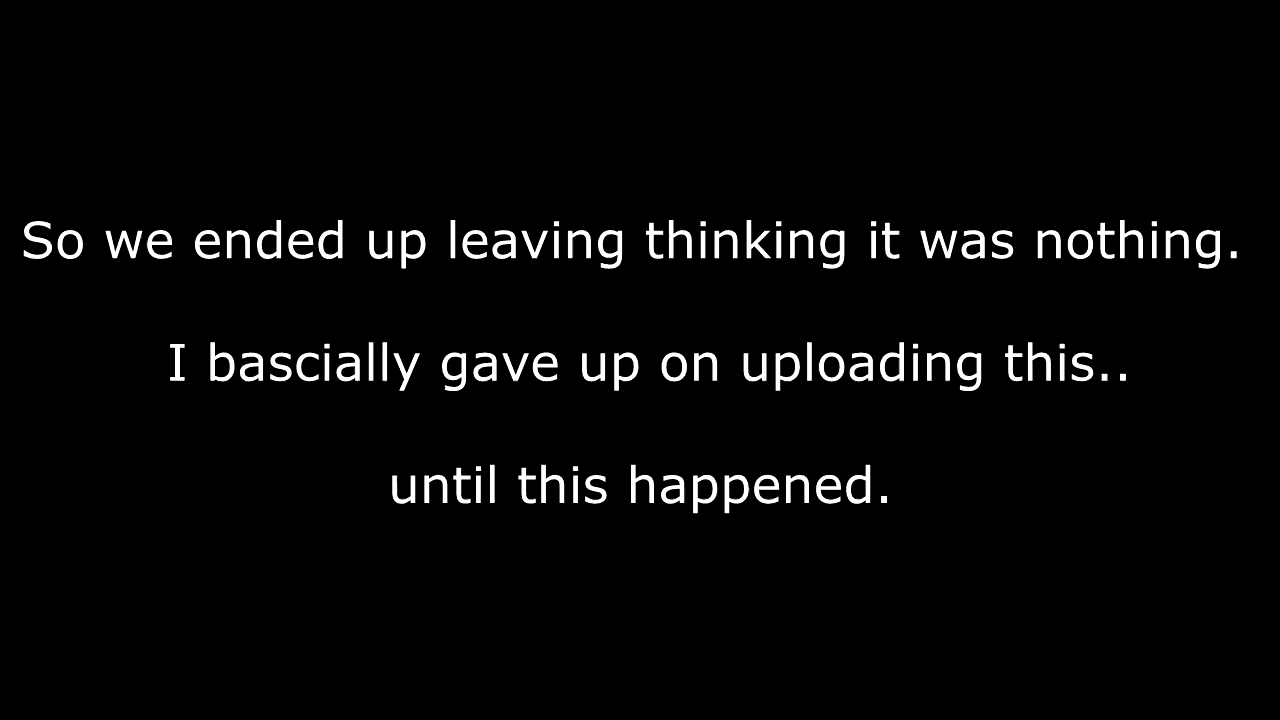 So we ended up leaving thinking it was nothing.
I bascially gave up on uploading this..
until this happened.